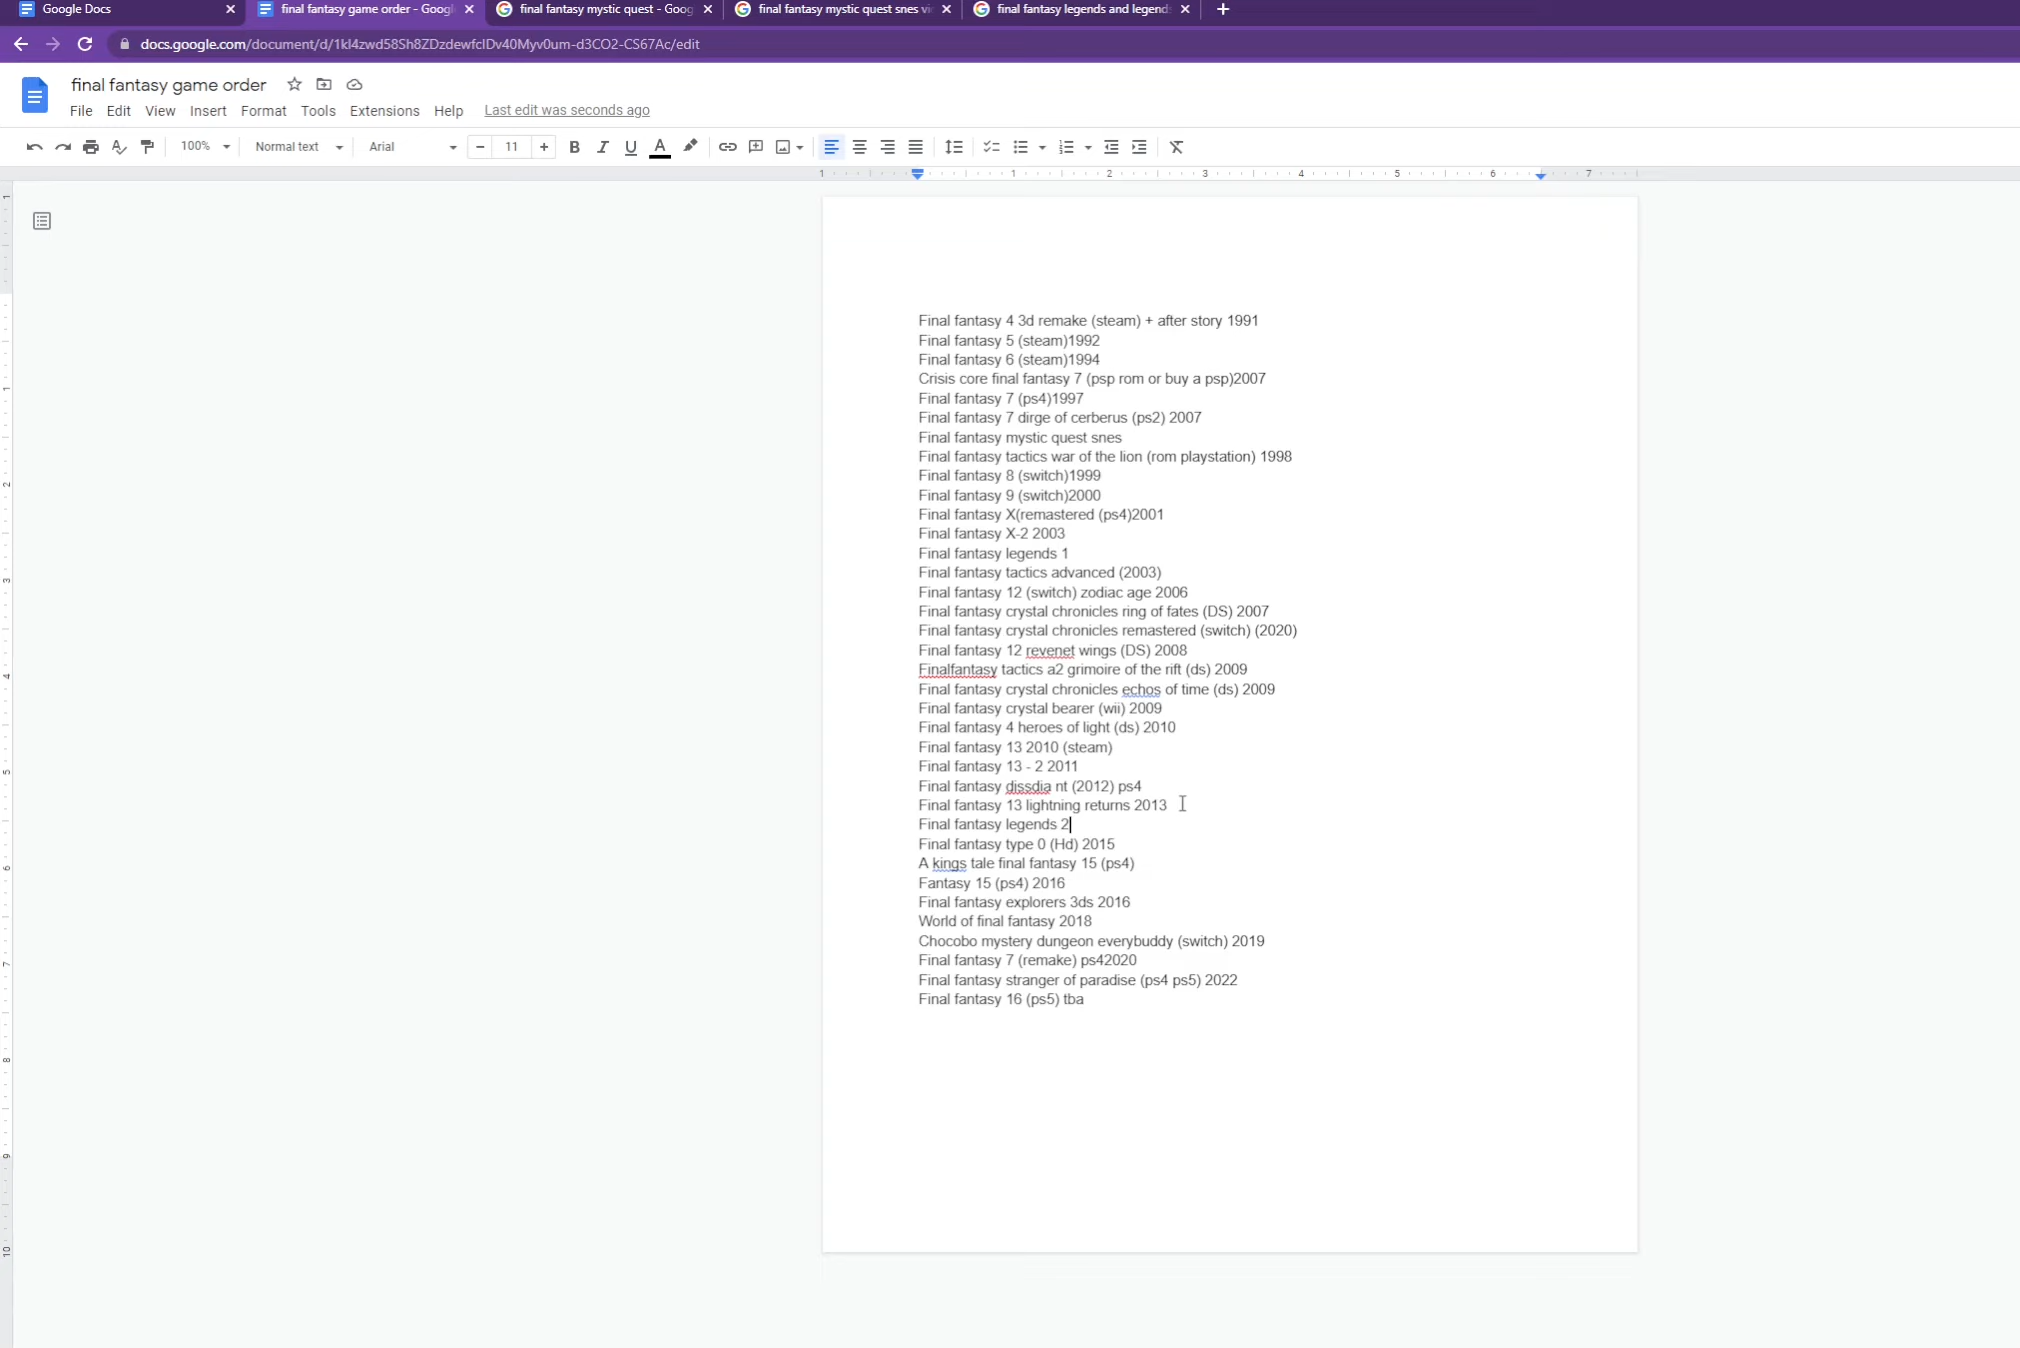 Google Docs
final fantasy game order - Googl
final fantasy mystic quest - Goog
final fantasy mystic quest snes vi
final fantasy legends and legend
docs.google.com/document/d/1kI4zwd58Sh8ZDzdewfcIDv40Myv0um-d3CO2-CS67Ac/edit
final fantasy game order
File Edit View Insert Format Tools Extensions Help Last edit was seconds ago
100% Normal text Arial 11
1 1 2 3 4 5 6 7
Final fantasy 4 3d remake (steam) + after story 1991
Final fantasy 5 (steam)1992
Final fantasy 6 (steam)1994
Crisis core final fantasy 7 (psp rom or buy a psp)2007
Final fantasy 7 (ps4)1997
Final fantasy 7 dirge of cerberus (ps2) 2007
Final fantasy mystic quest snes
Final fantasy tactics war of the lion (rom playstation) 1998
Final fantasy 8 (switch)1999
Final fantasy 9 (switch)2000
Final fantasy X(remastered (ps4)2001
Final fantasy X-2 2003
Final fantasy legends 1
Final fantasy tactics advanced (2003)
Final fantasy 12 (switch) zodiac age 2006
Final fantasy crystal chronicles ring of fates (DS) 2007
Final fantasy crystal chronicles remastered (switch) (2020)
Final fantasy 12 revenet wings (DS) 2008
Finalfantasy tactics a2 grimoire of the rift (ds) 2009
Final fantasy crystal chronicles echos of time (ds) 2009
Final fantasy crystal bearer (wii) 2009
Final fantasy 4 heroes of light (ds) 2010
Final fantasy 13 2010 (steam)
Final fantasy 13 - 2 2011
Final fantasy dissdia nt (2012) ps4
Final fantasy 13 lightning returns 2013
Final fantasy legends 2
Final fantasy type 0 (Hd) 2015
A kings tale final fantasy 15 (ps4)
Fantasy 15 (ps4) 2016
Final fantasy explorers 3ds 2016
World of final fantasy 2018
Chocobo mystery dungeon everybuddy (switch) 2019
Final fantasy 7 (remake) ps42020
Final fantasy stranger of paradise (ps4 ps5) 2022
Final fantasy 16 (ps5) tba